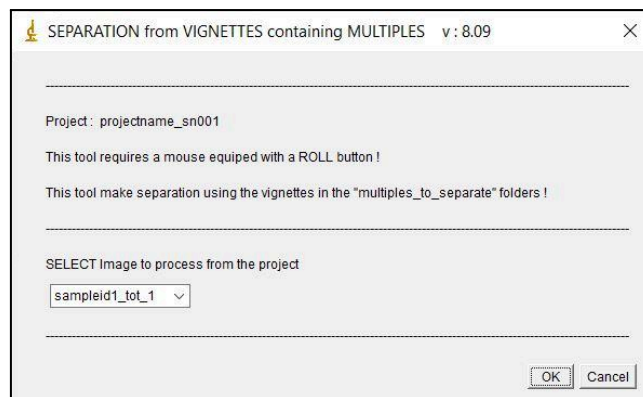 SEPARATION from VIGNETTES containing MULTIPLES v : 8.09
Project : projectname_sn001
This tool requires a mouse equiped with a ROLL button !
This tool make separation using the vignettes in the "multiples_to_separate" folders !
SELECT Image to process from the project
sampleid1_tot_1
OK Cancel